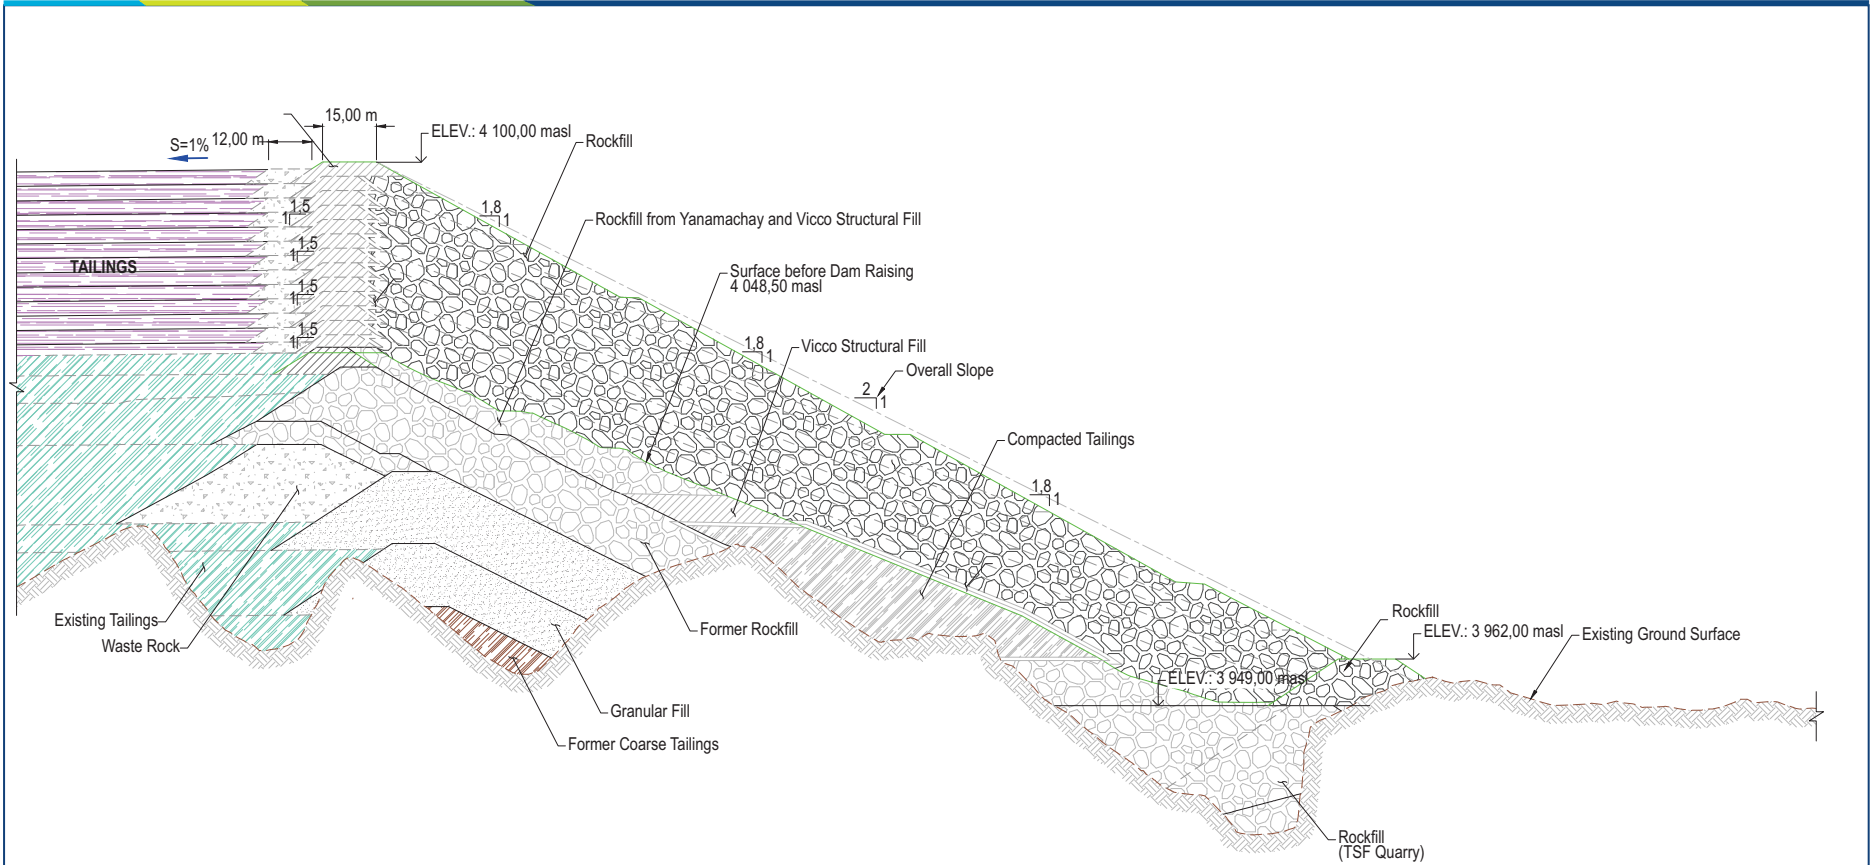 15,00 m
12,00 m
S=1%
ELEV.: 4 100,00 masl
Rockfill
1,8
1
Rockfill from Yanamachay and Vicco Structural Fill
1,5
1
1,5
1
TAILINGS
Surface before Dam Raising
4 048,50 masl
1,5
1
1,5
1
1,8
1
Vicco Structural Fill
Overall Slope
2
1
Compacted Tailings
1,8
1
Existing Tailings
Waste Rock
Former Rockfill
Rockfill
ELEV.: 3 962,00 masl
Existing Ground Surface
ELEV.: 3 949,00 masl
Granular Fill
Former Coarse Tailings
Rockfill
(TSF Quarry)